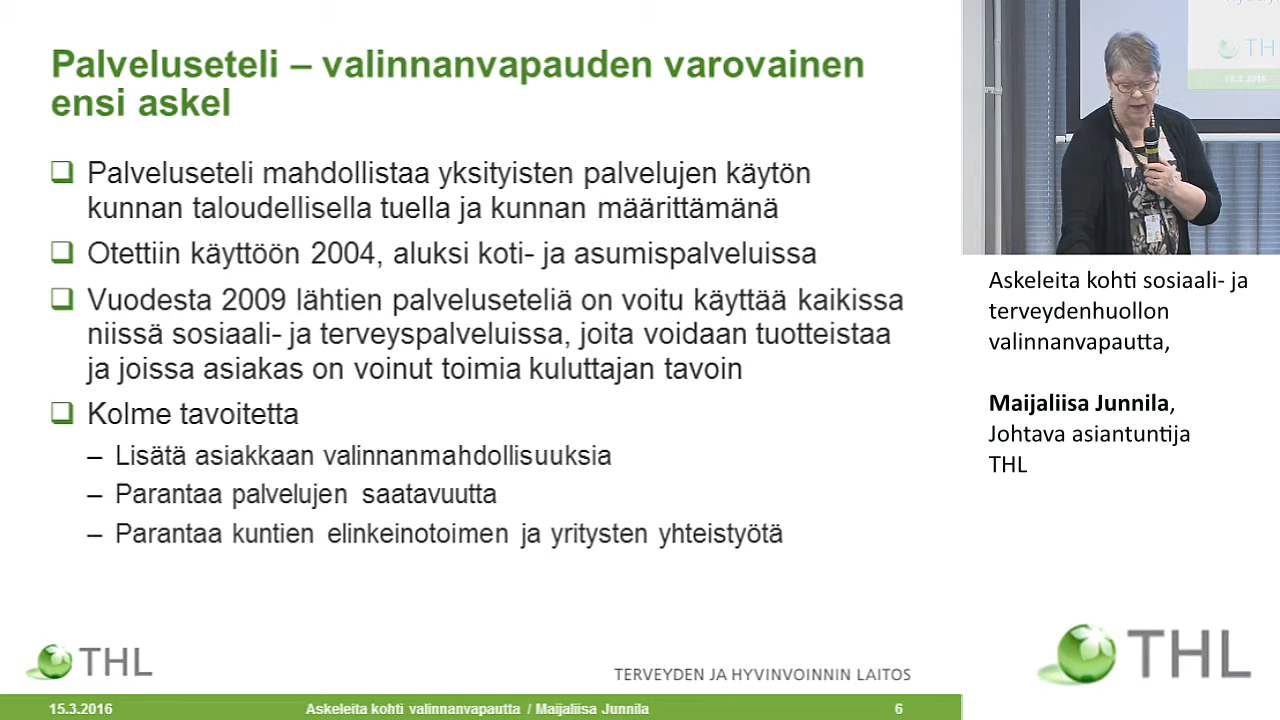 Palveluseteli – valinnanvapauden varovainen
ensi askel
Palveluseteli mahdollistaa yksityisten palvelujen käytön
kunnan taloudellisella tuella ja kunnan määrittämänä
Otettiin käyttöön 2004, aluksi koti- ja asumispalveluissa
Vuodesta 2009 lähtien palveluseteliä on voitu käyttää kaikissa
niissä sosiaali- ja terveyspalveluissa, joita voidaan tuotteistaa
ja joissa asiakas on voinut toimia kuluttajan tavoin
Kolme tavoitetta
– Lisätä asiakkaan valinnanmahdollisuuksia
– Parantaa palvelujen saatavuutta
– Parantaa kuntien elinkeinotoimen ja yritysten yhteistyötä
THL
TERVEYDEN JA HYVINVOINNIN LAITOS
15.3.2016 Askeleita kohti valinnanvapautta / Maijaliisa Junnila 6
TH
Askeleita kohti sosiaali- ja
terveydenhuollon
valinnanvapautta,
Maijaliisa Junnila,
Johtava asiantuntija
THL
THL